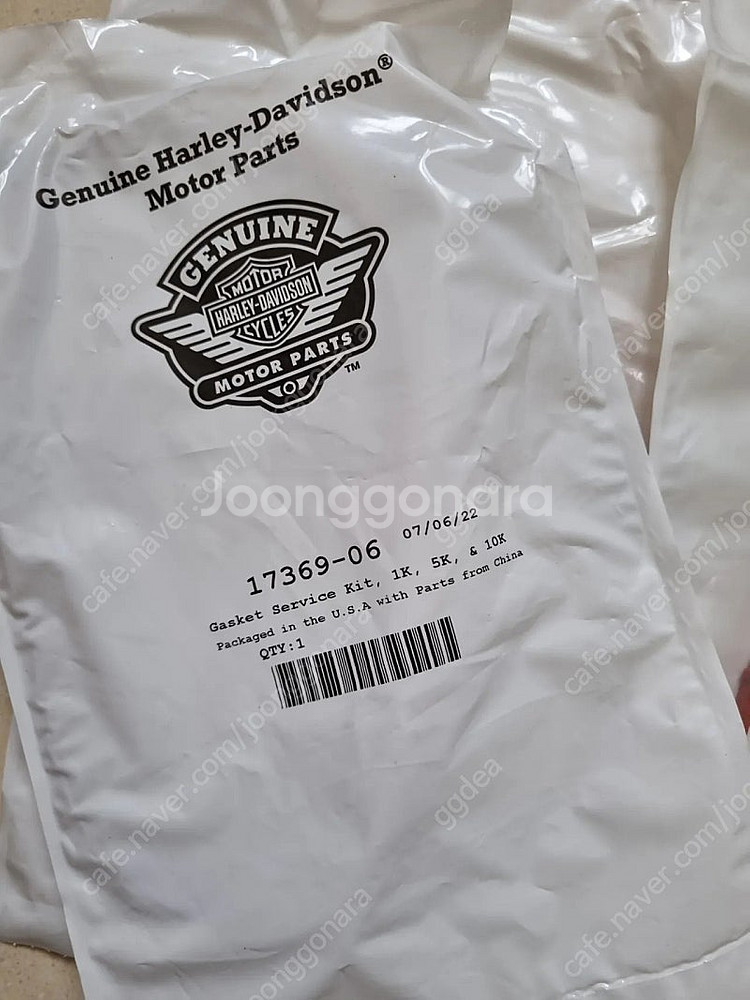 Genuine Harley-Davidson®
Motor Parts
GENUINE
MOTOR
HARLEY-DAVIDSON
CYCLES
MOTOR PARTS
™
Joonggonara
17369-06 07/06/22
Gasket Service Kit, 1K, 5K, & 10K
Packaged in the U.S.A with Parts from China
QTY:1
cafe.naver.com/joonggonara
ggdea